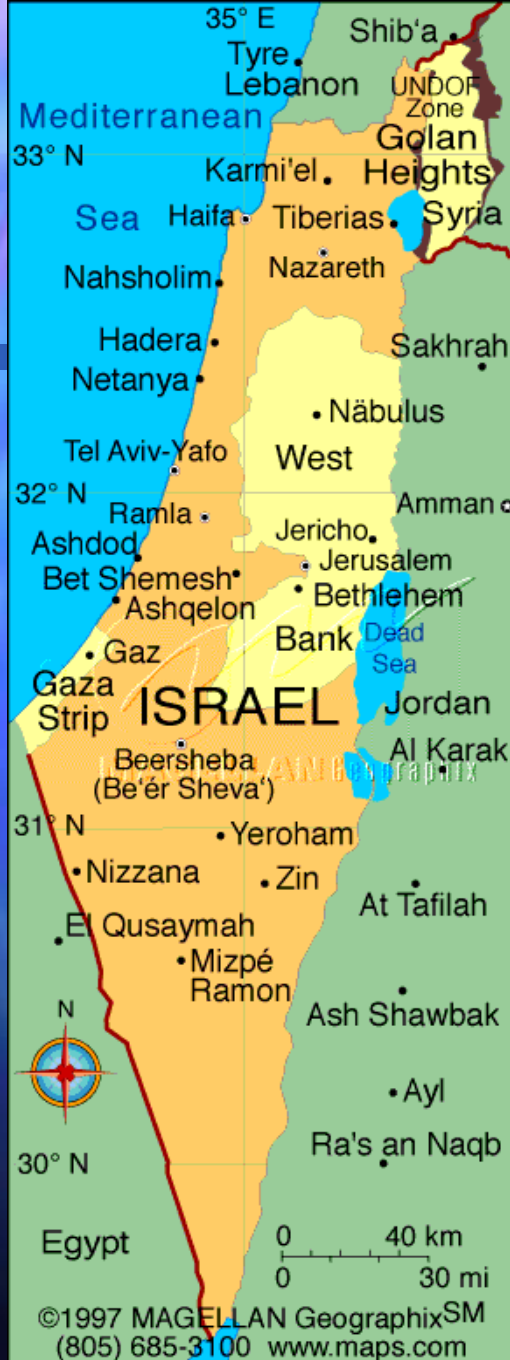 35° E
Shib'a
Tyre
Lebanon
UNDOF
Zone
Mediterranean
Golan
33° N
Karmi'el
Heights
Sea
Haifa
Tiberias
Syria
Nazareth
Nahsholim
Hadera
Sakhrah
Netanya
Näbulus
Tel Aviv-Yafo
West
32° N
Ramla
Amman
Jericho
Ashdod
Jerusalem
Bet Shemesh
Bethlehem
Ashqelon
Bank
Dead
Sea
Gaz
Gaza
Strip
ISRAEL
Jordan
Beersheba
(Be'ér Sheva')
Al Karak
MAGELLAN Geographix
31° N
Yeroham
Nizzana
Zin
At Tafilah
El Qusaymah
Mizpé
Ramon
Ash Shawbak
N
Ayl
Ra's an Naqb
30° N
Egypt
0 40 km
0 30 mi
©1997 MAGELLAN Geographix SM
(805) 685-3100 www.maps.com